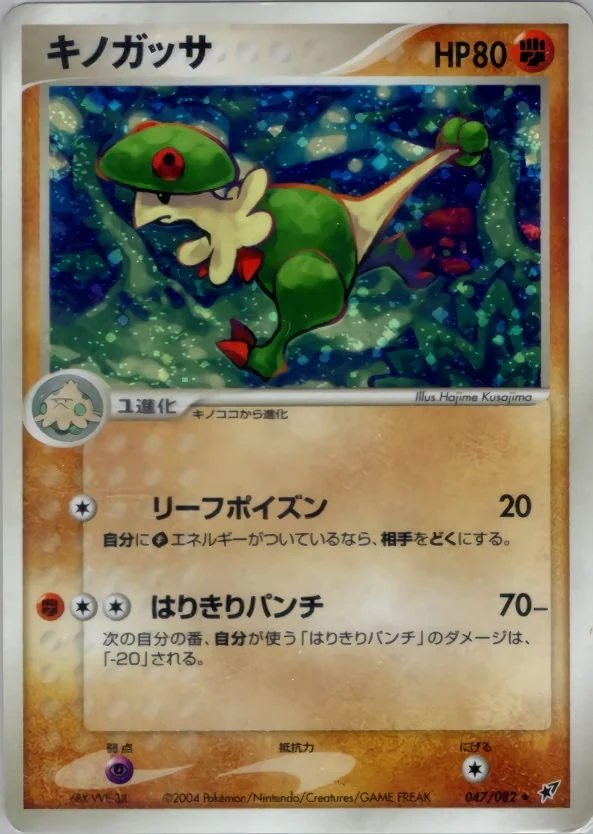 キノガッサ HP80
Illus. Hajime Kusajima
1進化
キノココから進化
リーフポイズン 20
自分にエネルギーがついているなら、相手をどくにする。
はりきりパンチ 70−
次の自分の番、自分が使う「はりきりパンチ」のダメージは、
「-20」される。
弱点 抵抗力 にげる
©2004 Pokémon/Nintendo/Creatures/GAME FREAK 047/082 ★